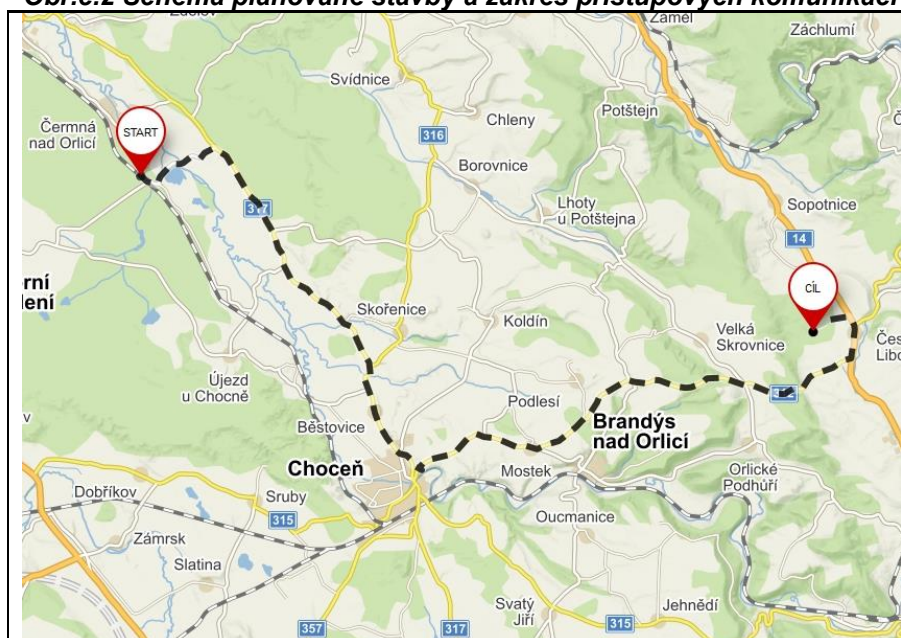 Obr.č.2 Schéma plánované stavby a zákres přístupových komunikací
Záměl
Záchlumí
Svídnice
Potštejn
Chleny
Čermná
nad Orlicí
START
316
Borovnice
Lhoty
u Potštejna
Sopotnice
317
14
CÍL
Skořenice
Koldín
Velká
Skrovnice
Újezd
u Chocně
Podlesí
Běstovice
Brandýs
nad Orlicí
Choceň
Mostek
Orlické
Podhůří
Dobříkov
Sruby
315
Oucmanice
Zámrsk
Slatina
Svatý
Jiří
Jehnědí
357
317
315